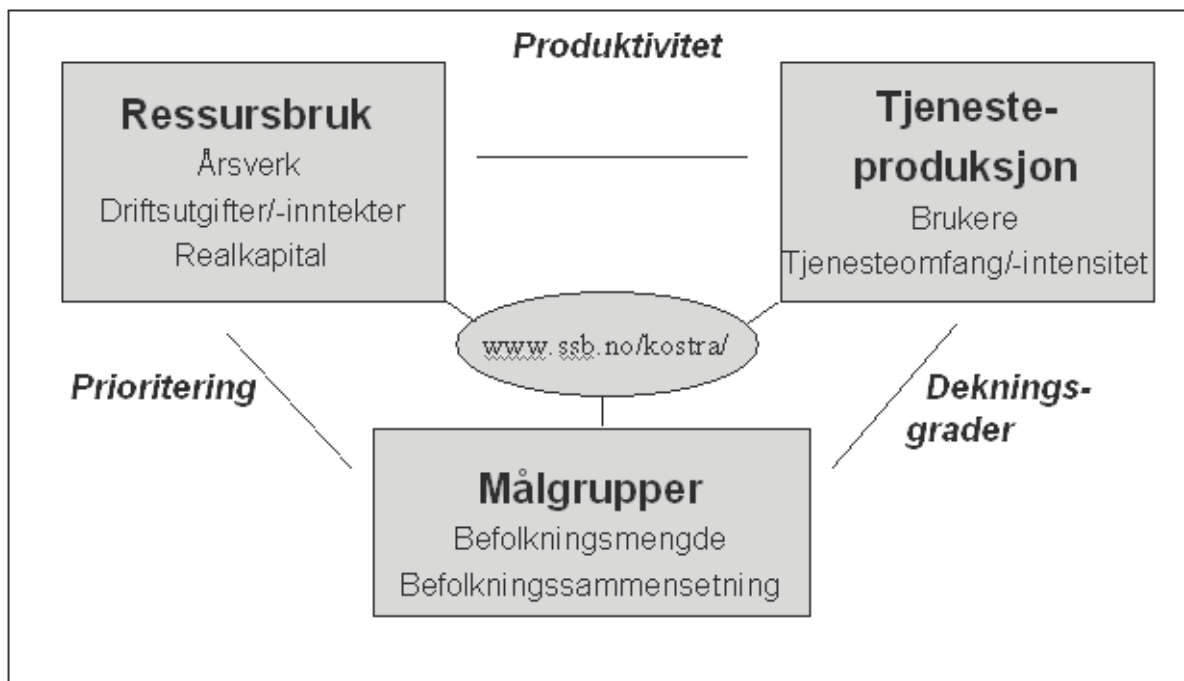 Produktivitet
Ressursbruk
Årsverk
Driftsutgifter/-inntekter
Realkapital
Tjeneste-
produksjon
Brukere
Tjenesteomfang/-intensitet
www.ssb.no/kostra/
Prioritering
Deknings-
grader
Målgrupper
Befolkningsmengde
Befolkningssammensetning